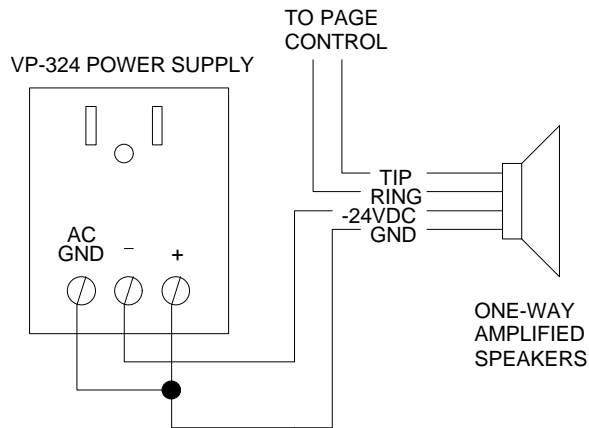 TO PAGE
CONTROL
VP-324 POWER SUPPLY
TIP
RING
-24VDC
GND
AC
GND
–
+
ONE-WAY
AMPLIFIED
SPEAKERS